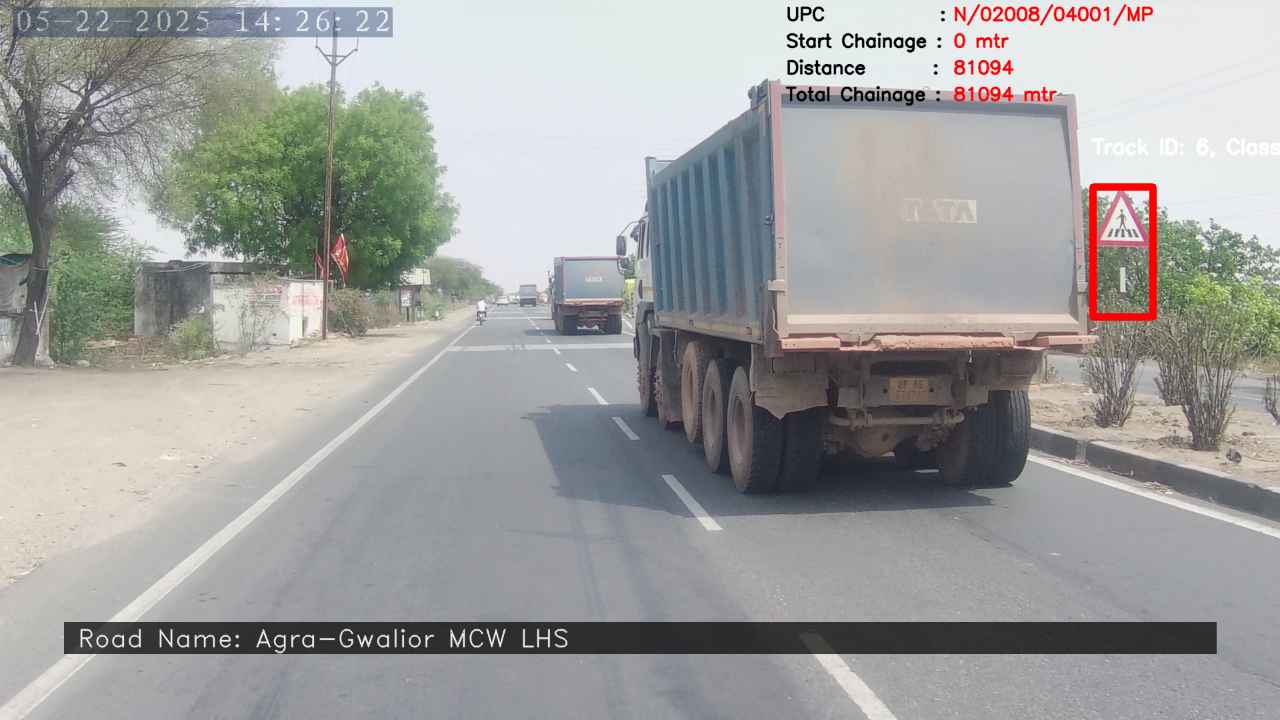 05-22-2025 14:26:22
UPC : N/02008/04001/MP
Start Chainage : 0 mtr
Distance : 81094
Total Chainage : 81094 mtr
Track ID: 6, Class
TATA
Road Name: Agra-Gwalior MCW LHS